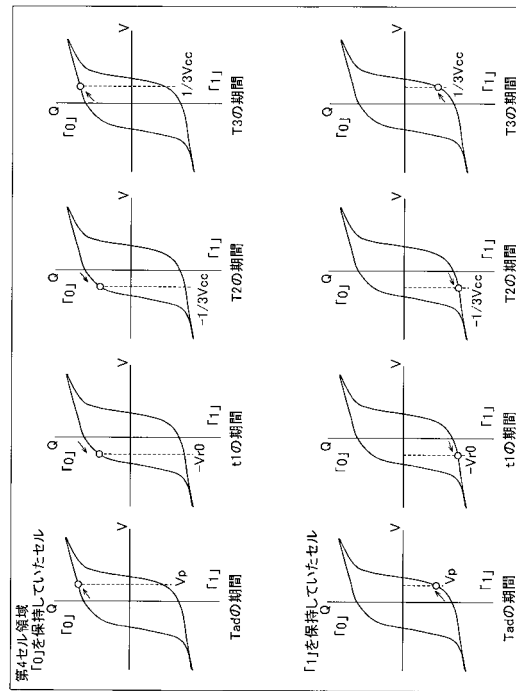 第4セル領域
「0」を保持していたセル
Q
「0」
V
Vp
「1」
Tadの期間
Q
「0」
V
-Vr0
「1」
t1の期間
Q
「0」
V
-1/3Vcc
「1」
T2の期間
Q
「0」
V
1/3Vcc
「1」
T3の期間
「1」を保持していたセル
Q
「0」
V
Vp
「1」
Tadの期間
Q
「0」
V
-Vr0
「1」
t1の期間
Q
「0」
V
-1/3Vcc
「1」
T2の期間
Q
「0」
V
1/3Vcc
「1」
T3の期間